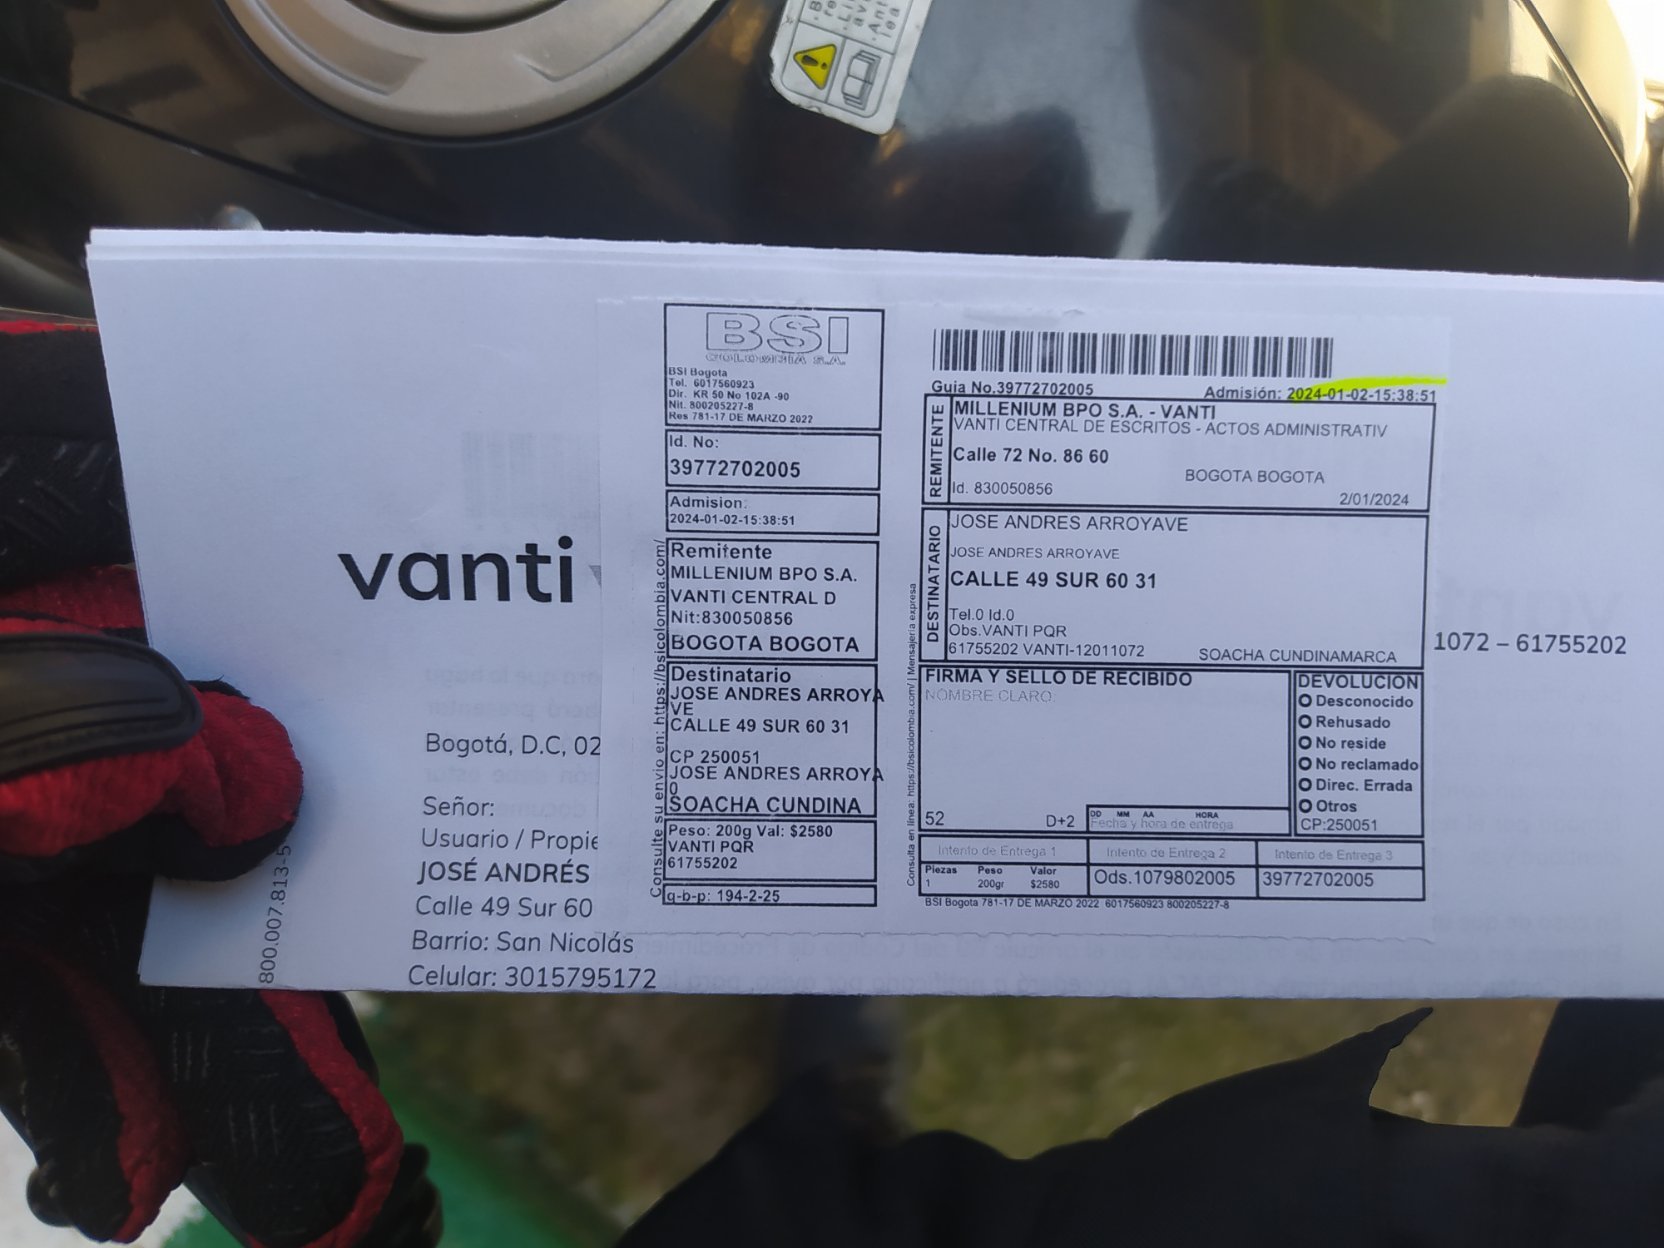 vanti
Bogotá, D.C, 02
Señor:
Usuario / Propie
JOSÉ ANDRÉS
Calle 49 Sur 60
Barrio: San Nicolás
Celular: 3015795172
800.007.813-5
BSI
COLOMBIA S.A.
BSI Bogota
Tel. 6017560923
Dir. KR 50 No 102A -90
Nit. 800205227-8
Res 781-17 DE MARZO 2022
Id. No:
39772702005
Admision:
2024-01-02-15:38:51
Remitente
MILLENIUM BPO S.A.
VANTI CENTRAL D
Nit:830050856
BOGOTA BOGOTA
Destinatario
JOSE ANDRES ARROYA
VE
CALLE 49 SUR 60 31
CP 250051
JOSE ANDRES ARROYA
0
SOACHA CUNDINA
Peso: 200g Val: $2580
VANTI PQR
61755202
q-b-p: 194-2-25
Consulte su envio en: https://bsicolombia.com/
Guia No.39772702005
Admisión: 2024-01-02-15:38:51
REMITENTE
MILLENIUM BPO S.A. - VANTI
VANTI CENTRAL DE ESCRITOS - ACTOS ADMINISTRATIV
Calle 72 No. 86 60
BOGOTA BOGOTA
Id. 830050856
2/01/2024
DESTINATARIO
JOSE ANDRES ARROYAVE
JOSE ANDRES ARROYAVE
CALLE 49 SUR 60 31
Tel.0 Id.0
Obs.VANTI PQR
61755202 VANTI-12011072
SOACHA CUNDINAMARCA
1072 – 61755202
FIRMA Y SELLO DE RECIBIDO
NOMBRE CLARO:
52
D+2
DD MM AA HORA
Fecha y hora de entrega
DEVOLUCION
Desconocido
Rehusado
No reside
No reclamado
Direc. Errada
Otros
CP:250051
Intento de Entrega 1
Intento de Entrega 2
Intento de Entrega 3
Piezas Peso Valor
1 200gr $2580
Ods.1079802005
39772702005
BSI Bogota 781-17 DE MARZO 2022 6017560923 800205227-8
Consulta en linea: https://bsicolombia.com/ | Mensajeria expresa